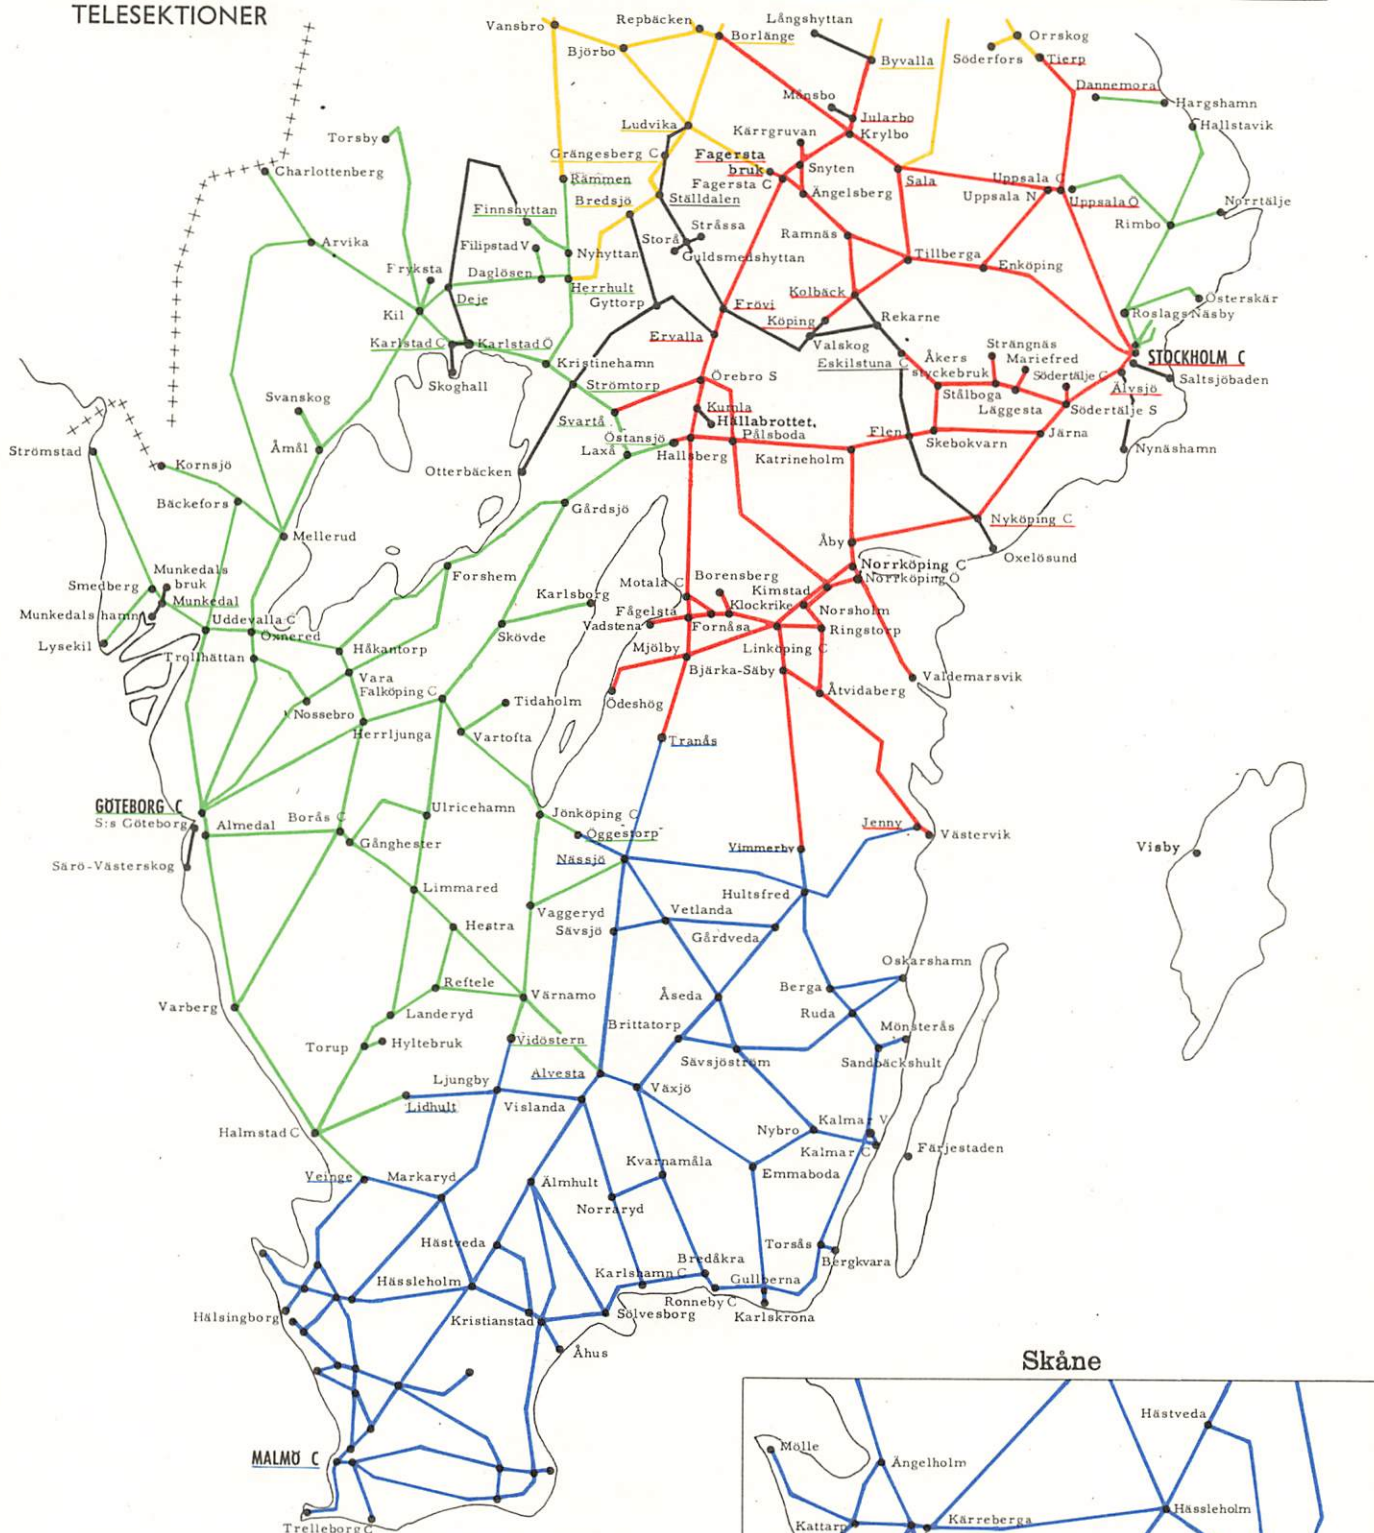 TELESEKTIONER
Vansbro
Repbäcken
Långshyttan
Borlänge
Björbo
Orrskog
Söderfors
Tierp
Byvalla
Dannemora
Hargshamn
Månsbo
Jularbo
Hallstavik
Torsby
Ludvika
Kärrgruvan
Krylbo
Grängesberg C
Fagersta
bruk
Snyten
Charlottenberg
Rämmen
Fagersta C
Ängelsberg
Sala
Uppsala C
Uppsala N
Uppsala Ö
Bredsjö
Ställdalen
Finnshyttan
Norrtälje
Rimbo
Stråssa
Storå
Ramnäs
Arvika
Filipstad V
Nyhyttan
Guldsmedshyttan
Tillberga
Enköping
Fryksta
Daglösen
Deje
Herrhult
Gyttorp
Kolbäck
Österskär
Kil
Frövi
Köping
Rekarne
Roslags Näsby
Ervalla
Valskog
Karlstad C
Karlstad Ö
Eskilstuna C
Strängnäs
Åkers
styckebruk
Mariefred
Södertälje C
STOCKHOLM C
Kristinehamn
Saltsjöbaden
Skoghall
Strömtorp
Örebro S
Stålboga
Älvsjö
Läggesta
Södertälje S
Svanskog
Svartå
Kumla
Hällabrottet
Östansjö
Pålsboda
Flen
Skebokvarn
Järna
Åmål
Laxå
Hallsberg
Katrineholm
Nynäshamn
Strömstad
Kornsjö
Otterbäcken
Bäckefors
Gårdsjö
Nyköping C
Mellerud
Åby
Oxelösund
Forshem
Norrköping C
Munkedals
bruk
Smedberg
Motala C
Borensberg
Kimstad
Norrköping Ö
Munkedal
Karlsborg
Klockrike
Norsholm
Munkedals hamn
Fågelsta
Uddevalla C
Vadstena
Fornåsa
Ringstorp
Lysekil
Öxnered
Skövde
Håkantorp
Mjölby
Linköping C
Trollhättan
Vara
Bjärka-Säby
Valdemarsvik
Falköping C
Tidaholm
Ödeshög
Åtvidaberg
Nossebro
Herrljunga
Vartofta
Tranås
GÖTEBORG C
S:s Göteborg
Almedal
Borås C
Ulricehamn
Jönköping C
Jenny
Öggestorp
Västervik
Gånghester
Nässjö
Vimmerby
Visby
Särö-Västerskog
Limmared
Hultsfred
Vaggeryd
Vetlanda
Hestra
Sävsjö
Gårdveda
Oskarshamn
Reftele
Berga
Varberg
Värnamo
Åseda
Landeryd
Ruda
Brittatorp
Mönsterås
Torup
Hyltebruk
Vidöstern
Sävsjöström
Sandbäckshult
Ljungby
Alvesta
Växjö
Lidhult
Vislanda
Kalmar V
Halmstad C
Nybro
Kalmar C
Färjestaden
Kvarnamåla
Emmaboda
Veinge
Markaryd
Älmhult
Norraryd
Hästveda
Torsås
Bergkvara
Bredåkra
Karlshamn C
Gullberna
Hässleholm
Ronneby C
Hälsingborg
Kristianstad
Sölvesborg
Karlskrona
Åhus
MALMÖ C
Trelleborg C
Skåne
Hästveda
Mölle
Ängelholm
Hässleholm
Kattarp
Kärreberga